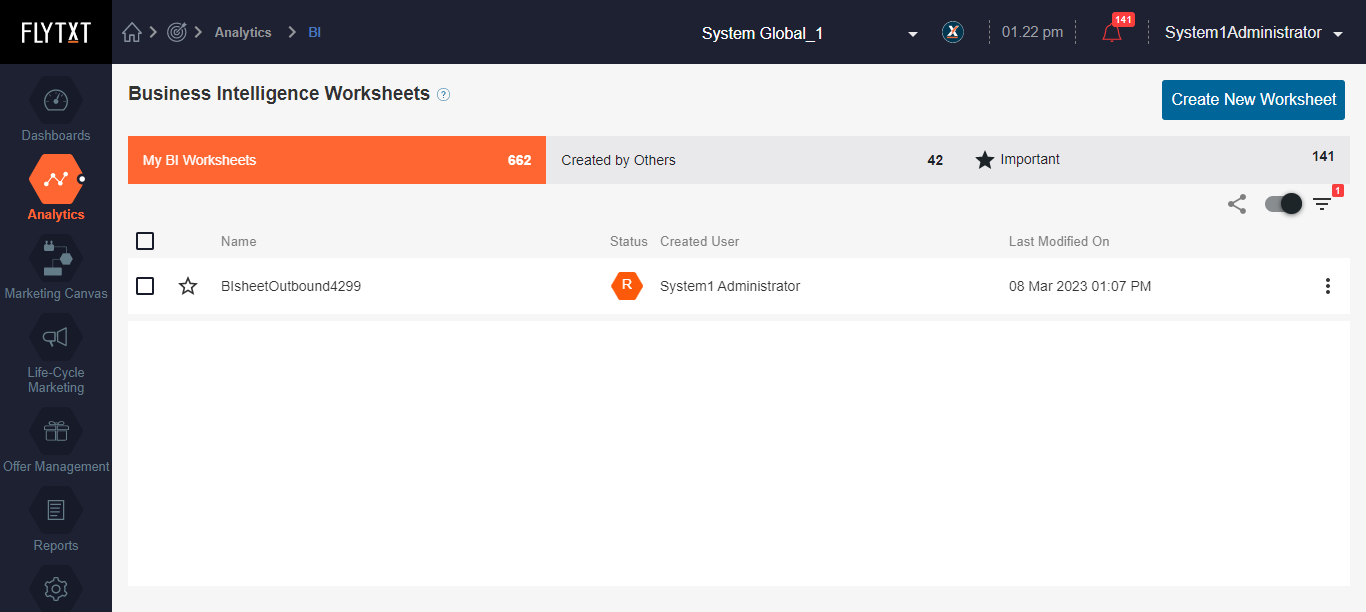 FLYTXT
Analytics
BI
System Global_1
X
01.22 pm
141
System1Administrator
Dashboards
Analytics
Marketing Canvas
Life-Cycle
Marketing
Offer Management
Reports
Business Intelligence Worksheets ?
Create New Worksheet
My BI Worksheets 662
Created by Others 42
Important 141
1
Name Status Created User Last Modified On
BIsheetOutbound4299 R System1 Administrator 08 Mar 2023 01:07 PM